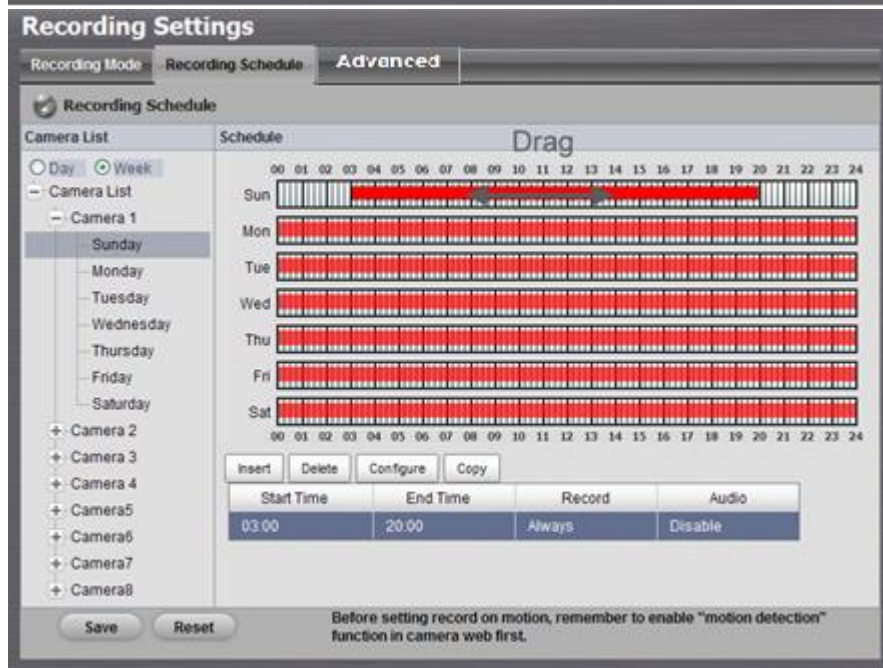 Recording Settings
Recording Mode Recording Schedule Advanced
Recording Schedule
Camera List Schedule Drag
Day Week
00 01 02 03 04 05 06 07 08 09 10 11 12 13 14 15 16 17 18 19 20 21 22 23 24
Camera List
Camera 1
Sunday
Monday
Tuesday
Wednesday
Thursday
Friday
Saturday
Camera 2
Camera 3
Camera 4
Camera5
Camera6
Camera7
Camera8
Sun
Mon
Tue
Wed
Thu
Fri
Sat
00 01 02 03 04 05 06 07 08 09 10 11 12 13 14 15 16 17 18 19 20 21 22 23 24
Insert Delete Configure Copy
Start Time End Time Record Audio
03:00 20:00 Always Disable
Save Reset
Before setting record on motion, remember to enable "motion detection"
function in camera web first.